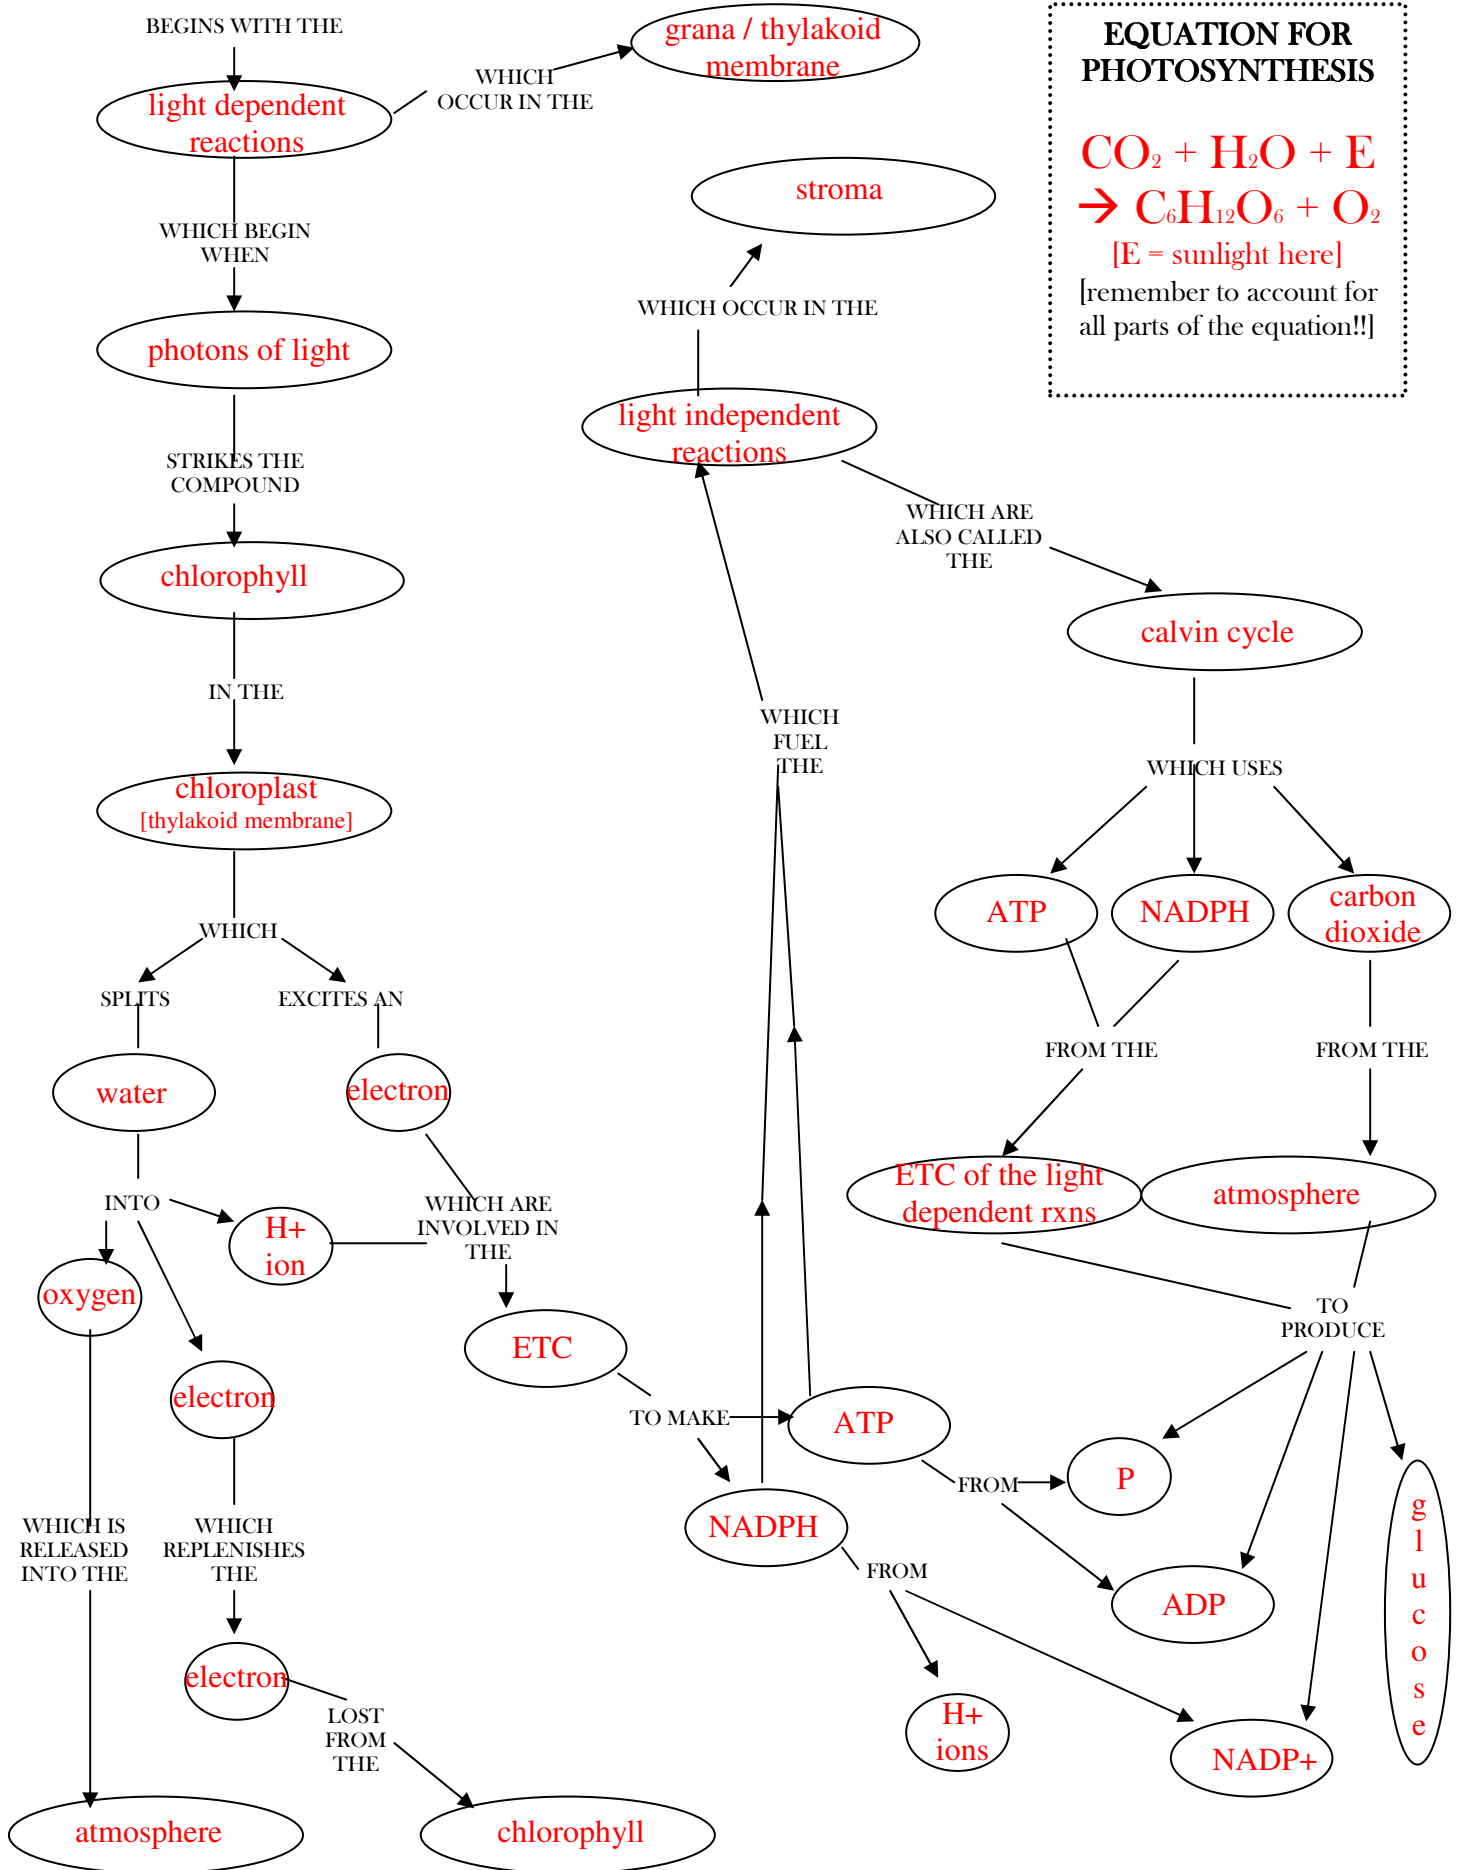 BEGINS WITH THE
light dependent
reactions
WHICH
OCCUR IN THE
grana / thylakoid
membrane
EQUATION FOR
PHOTOSYNTHESIS
CO₂ + H₂O + E
→ C₆H₁₂O₆ + O₂
[E = sunlight here]
[remember to account for
all parts of the equation!!]
WHICH BEGIN
WHEN
photons of light
STRIKES THE
COMPOUND
chlorophyll
IN THE
chloroplast
[thylakoid membrane]
WHICH
SPLITS
EXCITES AN
water
electron
INTO
H+
ion
WHICH ARE
INVOLVED IN
THE
oxygen
electron
ETC
TO MAKE
ATP
NADPH
WHICH IS
RELEASED
INTO THE
WHICH
REPLENISHES
THE
electron
LOST
FROM
THE
atmosphere
chlorophyll
stroma
WHICH OCCUR IN THE
light independent
reactions
WHICH ARE
ALSO CALLED
THE
calvin cycle
WHICH
FUEL
THE
WHICH USES
ATP
NADPH
carbon
dioxide
FROM THE
FROM THE
ETC of the light
dependent rxns
atmosphere
TO
PRODUCE
FROM
P
ADP
glucose
FROM
H+
ions
NADP+